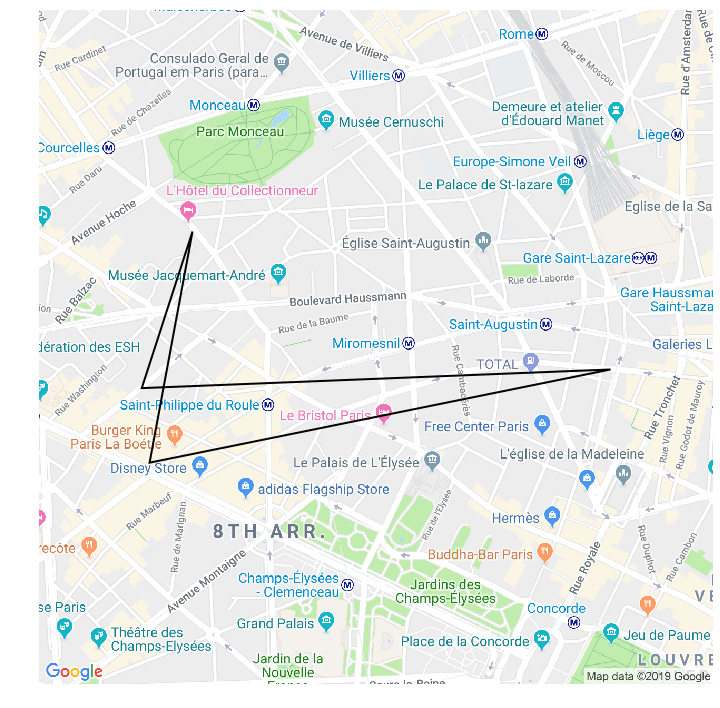 Avenue de Villiers
Rome
Rue Cardinet
Consulado Geral de
Portugal em Paris (para...
Villiers
Rue de Moscou
Rue d'Amsterdam
Rue de Chazelles
Monceau
Parc Monceau
Musée Cernuschi
Demeure et atelier
d'Édouard Manet
Liège
Courcelles
Rue Daru
Europe-Simone Veil
Le Palace de St-lazare
L'Hôtel du Collectionneur
Avenue Hoche
Eglise de la Sa
Église Saint-Augustin
Gare Saint-Lazare
Musée Jacquemart-André
Rue de Laborde
Rue Balzac
Boulevard Haussmann
Gare Haussmar
Saint-Laza
Rue de la Baume
Saint-Augustin
Miromesnil
Galeries L
dération des ESH
Rue Washington
Rue Cambacérès
TOTAL
Saint-Philippe du Roule
Le Bristol Paris
Rue Tronchet
Rue Vignon
Rue Godot de Mauroy
Free Center Paris
Burger King
Paris La Boétie
Disney Store
Le Palais de L'Élysée
L'église de la Madeleine
adidas Flagship Store
Rue Marbeuf
Rue de Marignan
Rue de l'Elysée
Hermès
8TH ARR.
Rue Duphot
Rue Cambon
recôte
Buddha-Bar Paris
Rue Royale
Avenue Montaigne
Champs-Élysées
- Clemenceau
Jardins des
Champs-Élysées
V
Concorde
se Paris
Grand Palais
Théâtre des
Champs-Elysées
Place de la Concorde
Jeu de Paume
Jardin de la
Nouvelle
LOUVRE
Google
Map data ©2019 Google